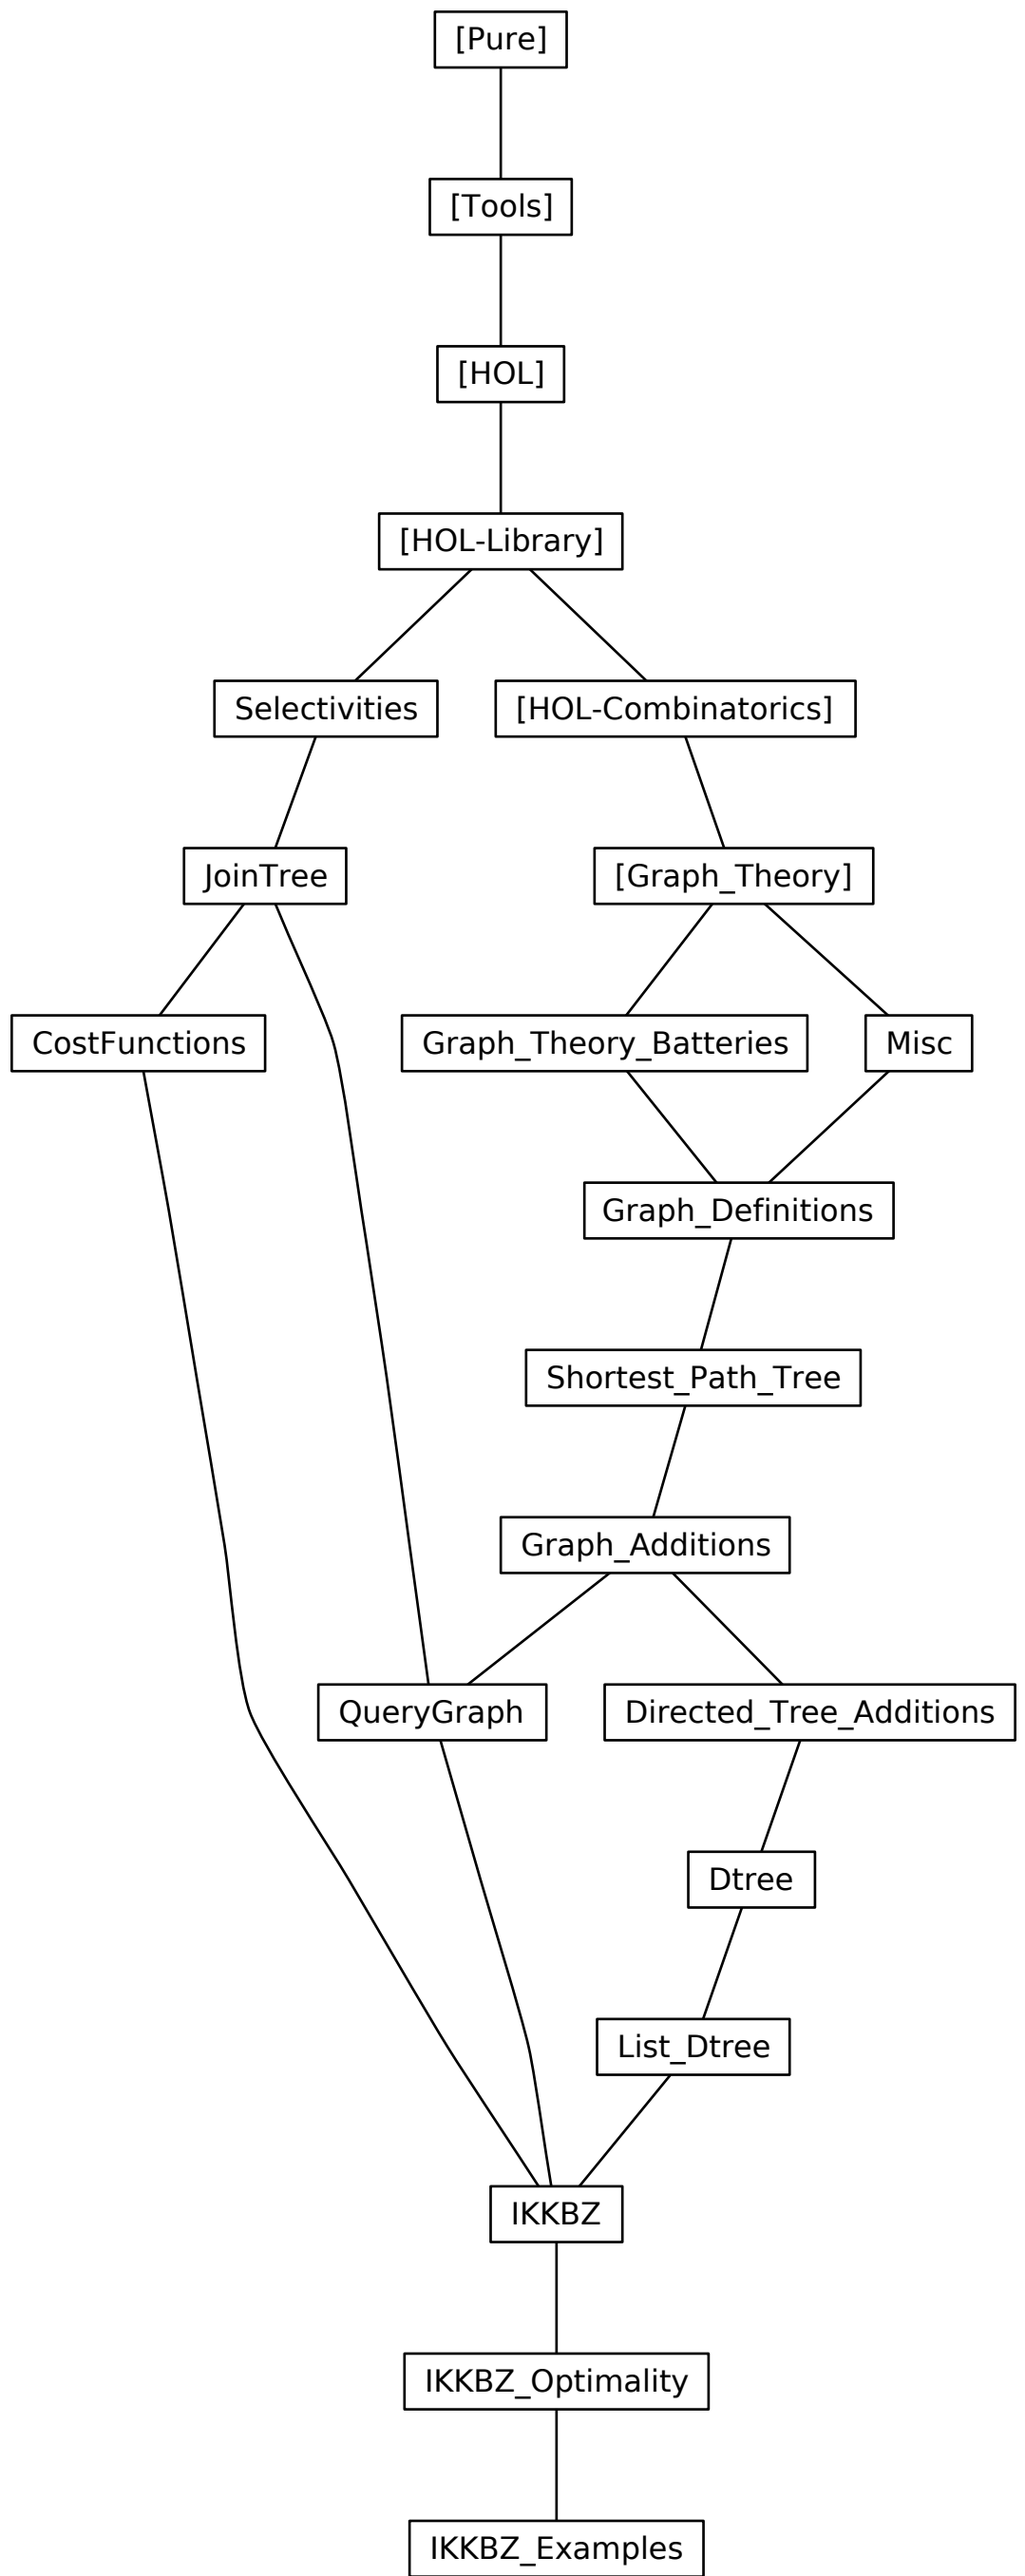 [Pure]
[Tools]
[HOL]
[HOL-Library]
Selectivities
[HOL-Combinatorics]
JoinTree
[Graph_Theory]
CostFunctions
Graph_Theory_Batteries
Misc
Graph_Definitions
Shortest_Path_Tree
Graph_Additions
QueryGraph
Directed_Tree_Additions
Dtree
List_Dtree
IKKBZ
IKKBZ_Optimality
IKKBZ_Examples